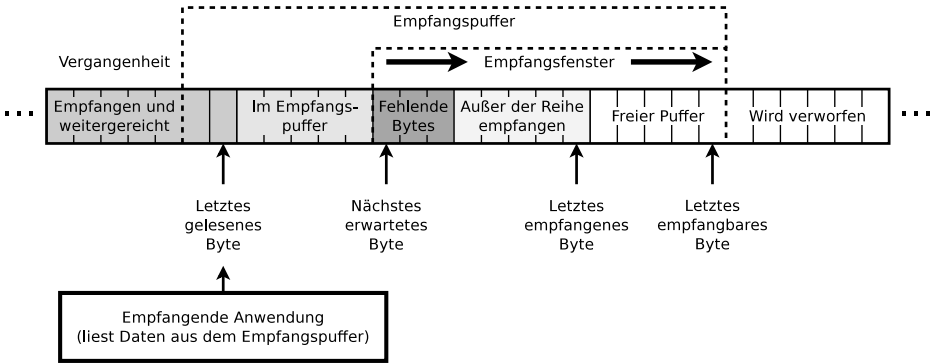 Empfangspuffer
Vergangenheit
Empfangsfenster
Empfangen und
weitergereicht
Im Empfangs-
puffer
Fehlende
Bytes
Außer der Reihe
empfangen
Freier Puffer
Wird verworfen
Letztes
gelesenes
Byte
Nächstes
erwartetes
Byte
Letztes
empfangenes
Byte
Letztes
empfangbares
Byte
Empfangende Anwendung
(liest Daten aus dem Empfangspuffer)